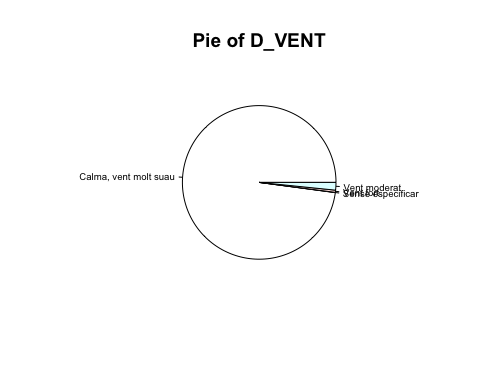 Pie of D_VENT
Calma, vent molt suau
Vent moderat
Sense especificar